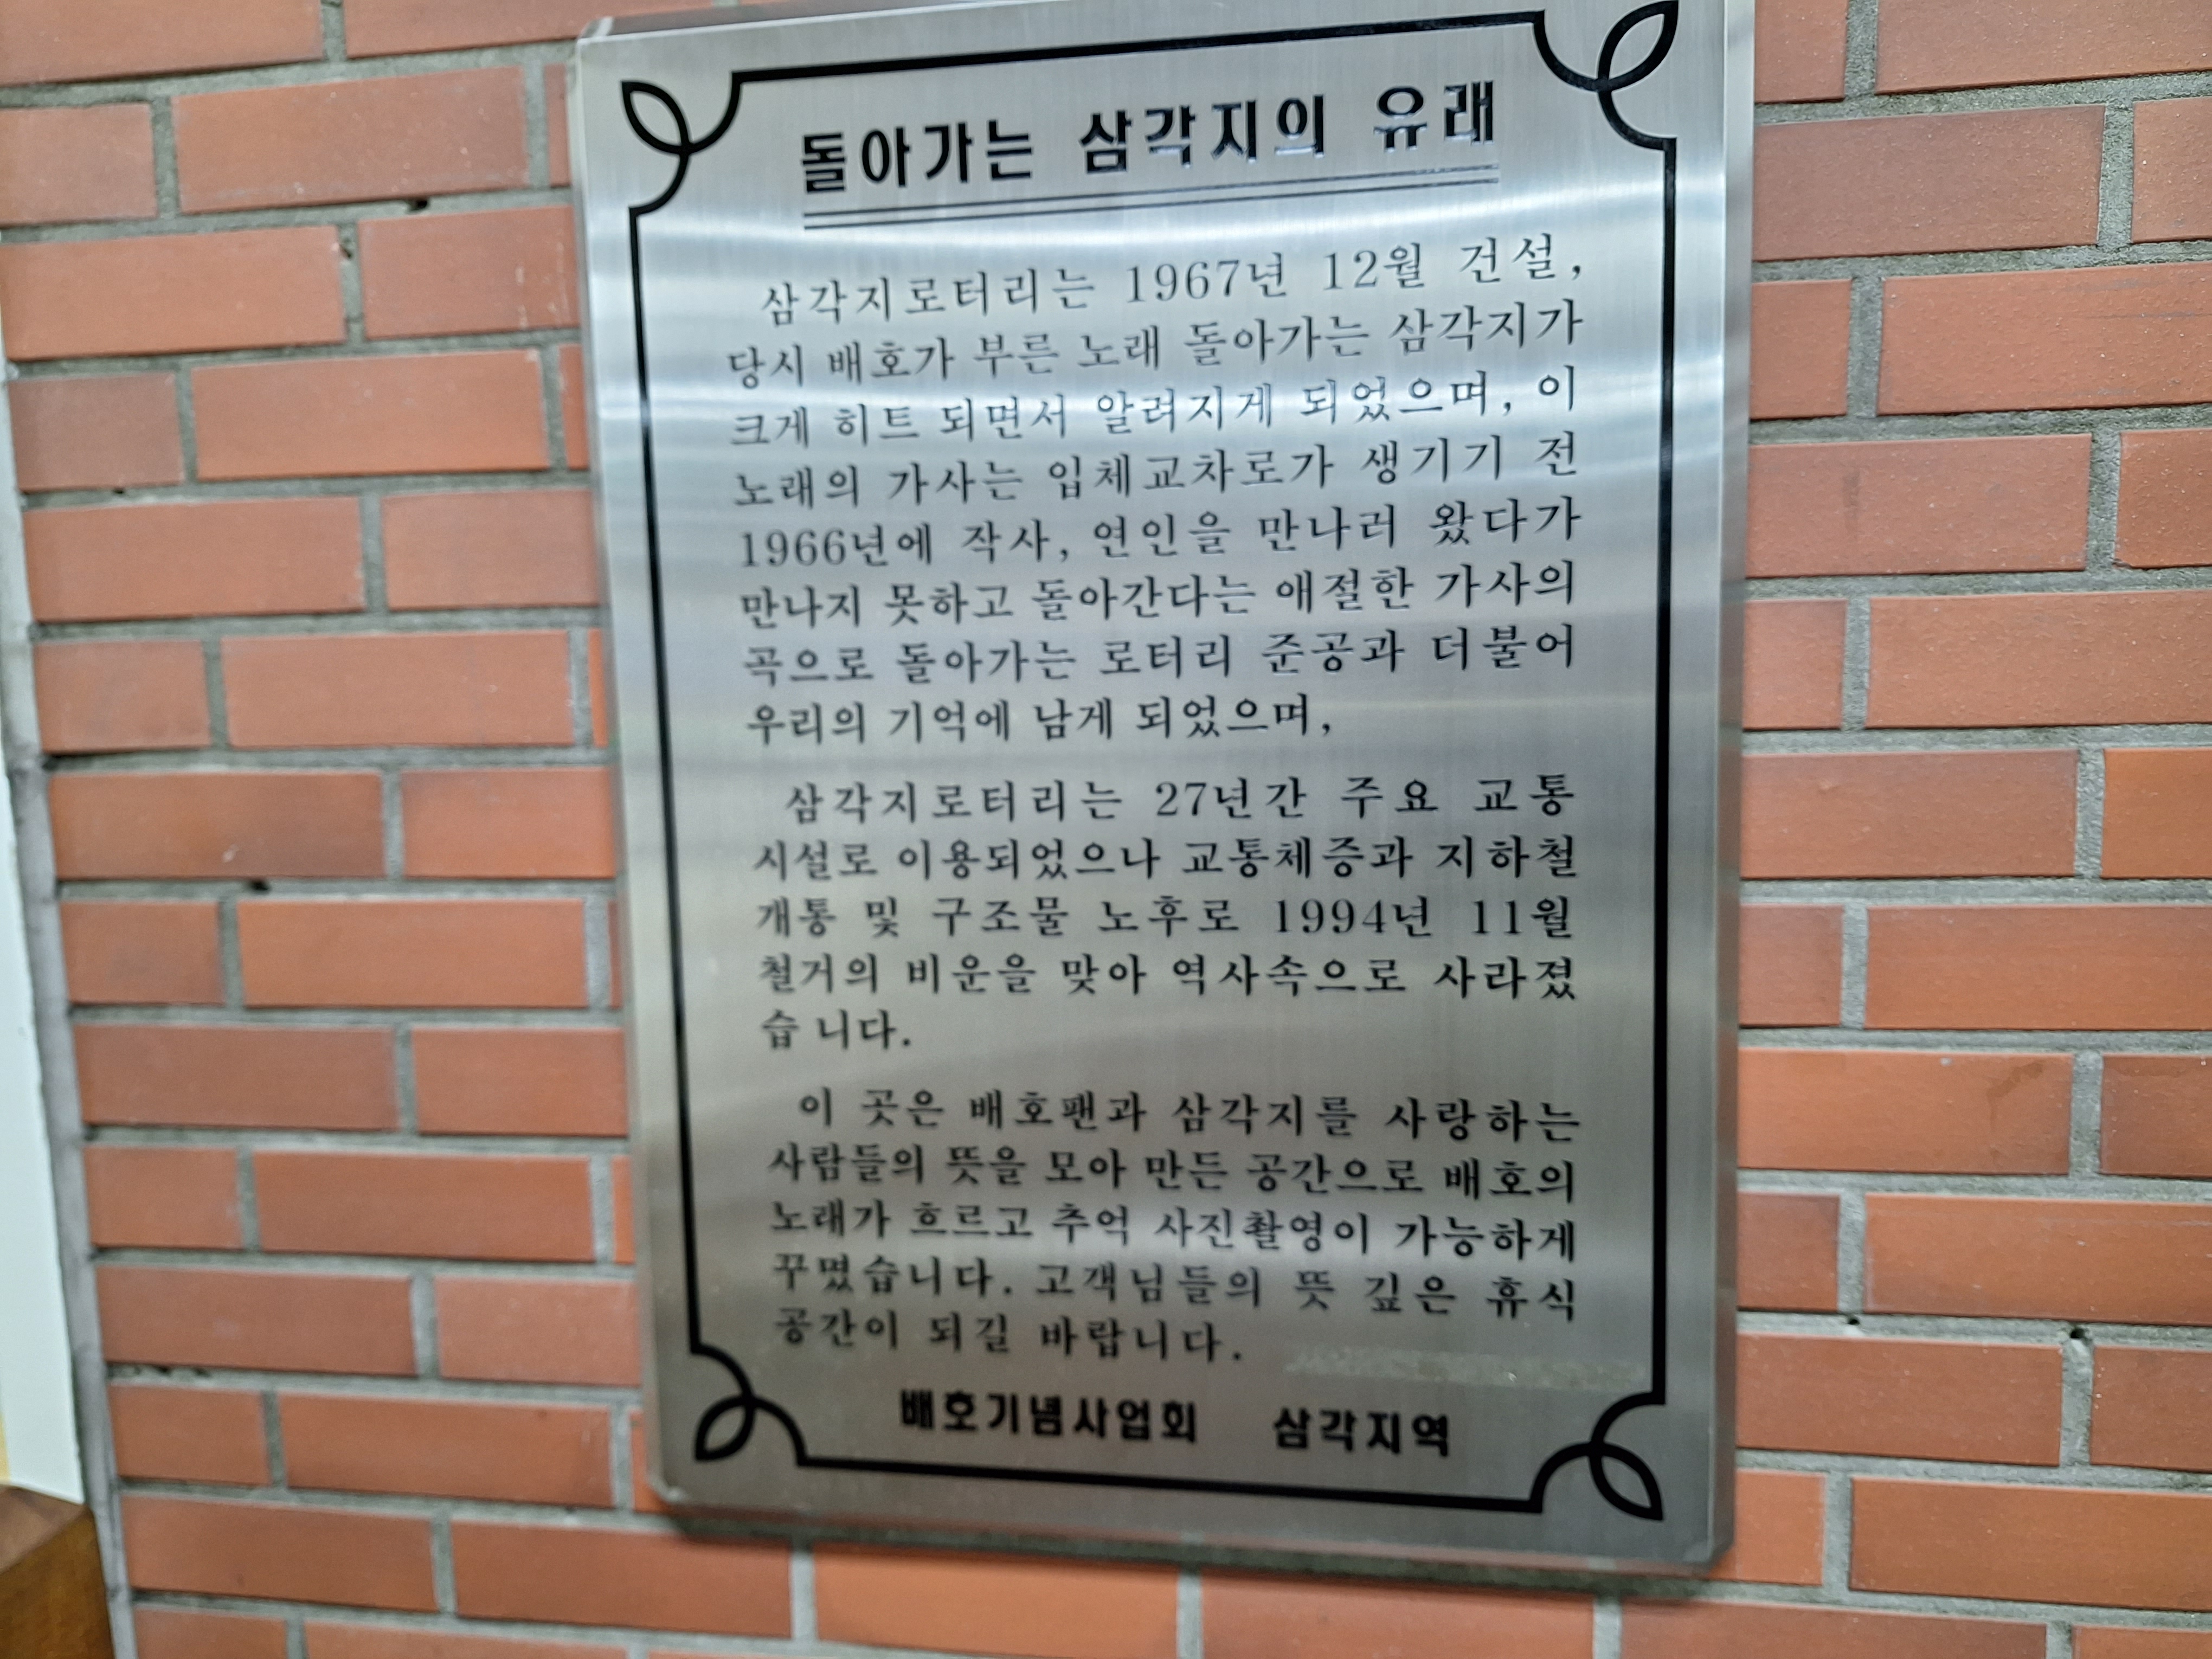 돌아가는 삼각지의 유래
삼각지로터리는 1967년 12월 건설,
당시 배호가 부른 노래 돌아가는 삼각지가
크게 히트 되면서 알려지게 되었으며, 이
노래의 가사는 입체교차로가 생기기 전
1966년에 작사, 연인을 만나러 왔다가
만나지 못하고 돌아간다는 애절한 가사의
곡으로 돌아가는 로터리 준공과 더불어
우리의 기억에 남게 되었으며,
삼각지로터리는 27년간 주요 교통
시설로 이용되었으나 교통체증과 지하철
개통 및 구조물 노후로 1994년 11월
철거의 비운을 맞아 역사속으로 사라졌
습니다.
이 곳은 배호팬과 삼각지를 사랑하는
사람들의 뜻을 모아 만든 공간으로 배호의
노래가 흐르고 추억 사진촬영이 가능하게
꾸몄습니다. 고객님들의 뜻 깊은 휴식
공간이 되길 바랍니다.
배호기념사업회 삼각지역